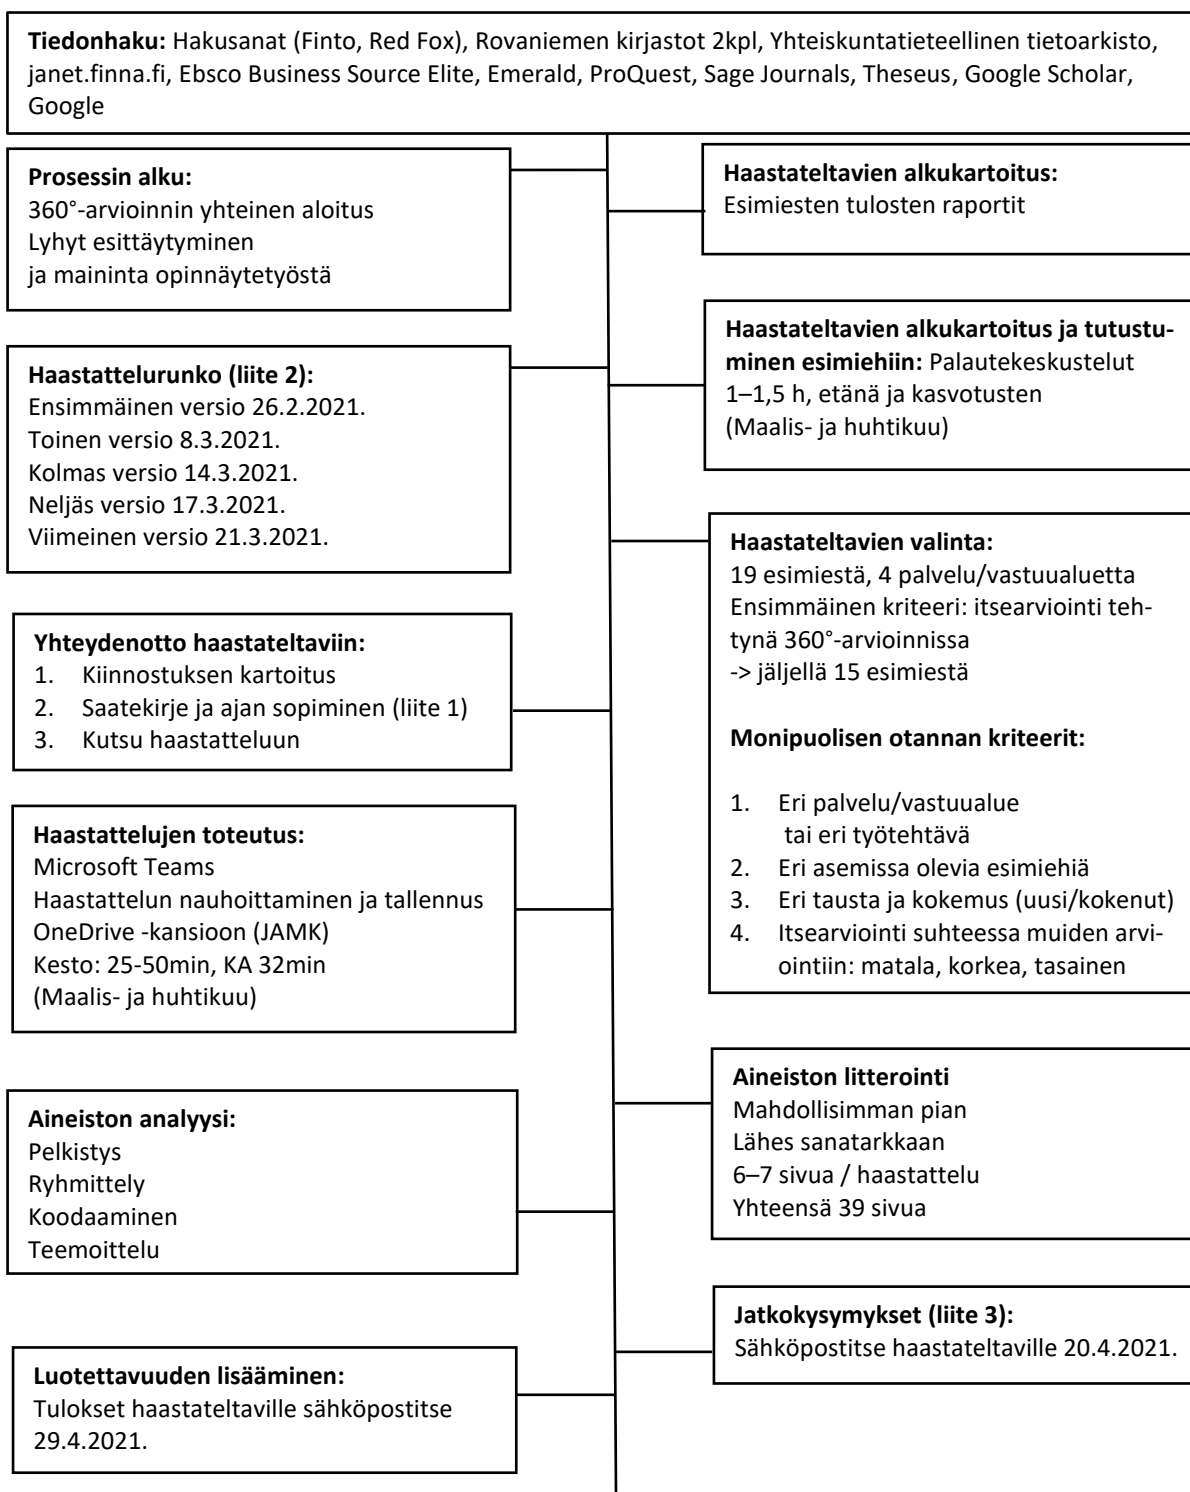 Tiedonhaku: Hakusanat (Finto, Red Fox), Rovaniemen kirjastot 2kpl, Yhteiskuntatieteellinen tietoarkisto,
janet.finna.fi, Ebsco Business Source Elite, Emerald, ProQuest, Sage Journals, Theseus, Google Scholar,
Google
Prosessin alku:
360°-arvioinnin yhteinen aloitus
Lyhyt esittäytyminen
ja maininta opinnäytetyöstä
Haastateltavien alkukartoitus:
Esimiesten tulosten raportit
Haastateltavien alkukartoitus ja tutustu-
minen esimiehiin: Palautekeskustelut
1–1,5 h, etänä ja kasvotusten
(Maalis- ja huhtikuu)
Haastattelurunko (liite 2):
Ensimmäinen versio 26.2.2021.
Toinen versio 8.3.2021.
Kolmas versio 14.3.2021.
Neljäs versio 17.3.2021.
Viimeinen versio 21.3.2021.
Haastateltavien valinta:
19 esimiestä, 4 palvelu/vastuualuetta
Ensimmäinen kriteeri: itsearviointi teh-
tynä 360°-arvioinnissa
-> jäljellä 15 esimiestä
Monipuolisen otannan kriteerit:
1. Eri palvelu/vastuualue
tai eri työtehtävä
2. Eri asemissa olevia esimiehiä
3. Eri tausta ja kokemus (uusi/kokenut)
4. Itsearviointi suhteessa muiden arvi-
ointiin: matala, korkea, tasainen
Yhteydenotto haastateltaviin:
1. Kiinnostuksen kartoitus
2. Saatekirje ja ajan sopiminen (liite 1)
3. Kutsu haastatteluun
Haastattelujen toteutus:
Microsoft Teams
Haastattelun nauhoittaminen ja tallennus
OneDrive -kansioon (JAMK)
Kesto: 25-50min, KA 32min
(Maalis- ja huhtikuu)
Aineiston litterointi
Mahdollisimman pian
Lähes sanatarkkaan
6–7 sivua / haastattelu
Yhteensä 39 sivua
Aineiston analyysi:
Pelkistys
Ryhmittely
Koodaaminen
Teemoittelu
Jatkokysymykset (liite 3):
Sähköpostitse haastateltaville 20.4.2021.
Luotettavuuden lisääminen:
Tulokset haastateltaville sähköpostitse
29.4.2021.